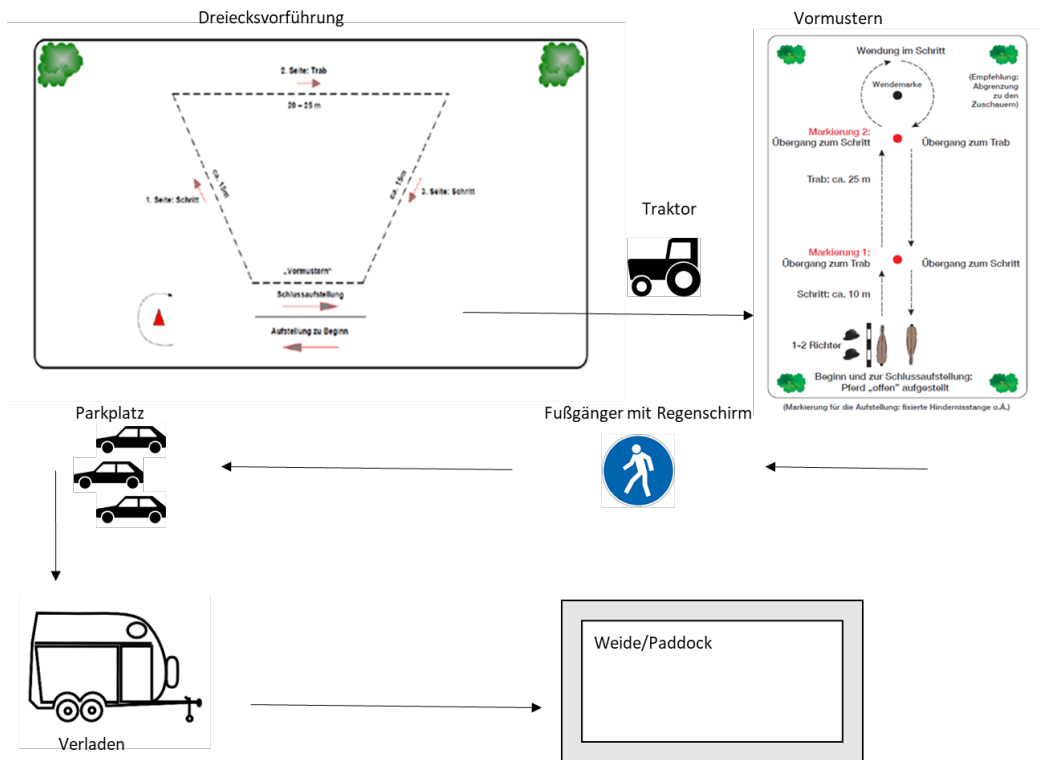 Dreiecksvorführung
2. Seite: Trab
20 – 25 m
ca. 15m
1. Seite: Schritt
ca. 15m
3. Seite: Schritt
„Vormustern"
Schlussaufstellung
Aufstellung zu Beginn
Traktor
Vormustern
Wendung im Schritt
Wendemarke
(Empfehlung:
Abgrenzung
zu den
Zuschauern)
Markierung 2:
Übergang zum Schritt
Übergang zum Trab
Trab: ca. 25 m
Markierung 1:
Übergang zum Trab
Übergang zum Schritt
Schritt: ca. 10 m
1-2 Richter
Beginn und zur Schlussaufstellung:
Pferd „offen" aufgestellt
(Markierung für die Aufstellung: fixierte Hindernisstange o.Ä.)
Parkplatz
Fußgänger mit Regenschirm
Verladen
Weide/Paddock